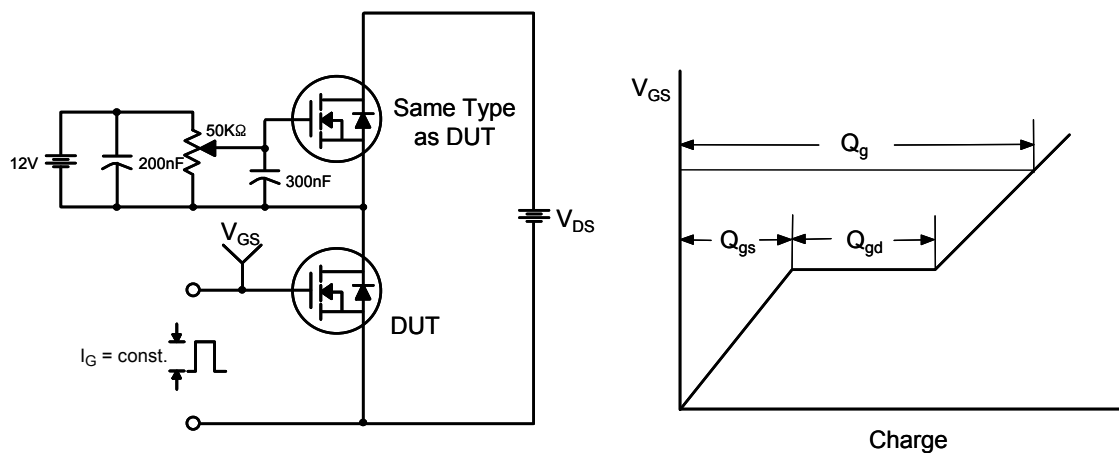 Same Type
as DUT
12V
200nF
50KΩ
300nF
V_GS
DUT
I_G = const.
V_DS
V_GS
Q_g
Q_gs
Q_gd
Charge